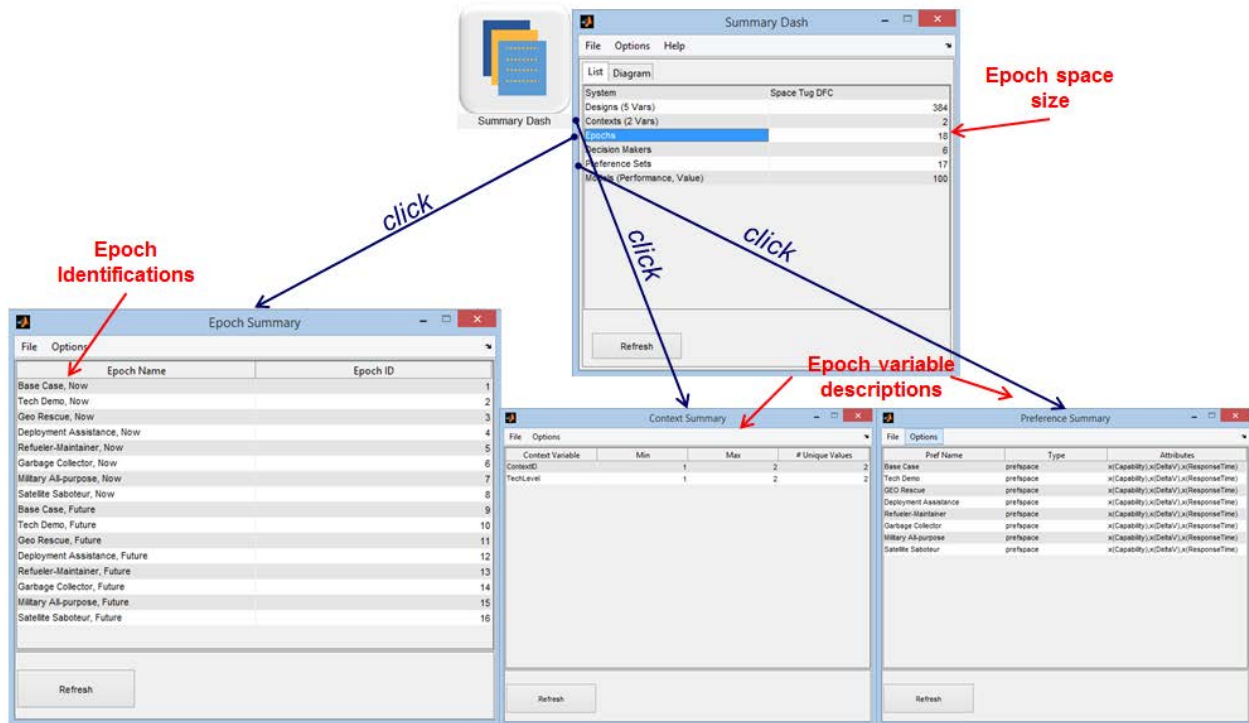 Summary Dash
Summary Dash
File Options Help
List Diagram
System Space Tug DFC
Designs (5 Vars) 384
Contexts (2 Vars) 2
Epochs 18
Decision Makers 6
Preference Sets 17
Models (Performance, Value) 100
Refresh
Epoch space
size
click
click
click
Epoch
Identifications
Epoch variable
descriptions
Epoch Summary
File Options
Epoch Name Epoch ID
Base Case, Now 1
Tech Demo, Now 2
Geo Rescue, Now 3
Deployment Assistance, Now 4
Refueler-Maintainer, Now 5
Garbage Collector, Now 6
Military All-purpose, Now 7
Satellite Saboteur, Now 8
Base Case, Future 9
Tech Demo, Future 10
Geo Rescue, Future 11
Deployment Assistance, Future 12
Refueler-Maintainer, Future 13
Garbage Collector, Future 14
Military All-purpose, Future 15
Satellite Saboteur, Future 16
Refresh
Context Summary
File Options
Context Variable Min Max # Unique Values
ContextID 1 2 2
TechLevel 1 2 2
Refresh
Preference Summary
File Options
Pref Name Type Attributes
Base Case prefspace x(Capability),x(DeltaV),x(ResponseTime)
Tech Demo prefspace x(Capability),x(DeltaV),x(ResponseTime)
GEO Rescue prefspace x(Capability),x(DeltaV),x(ResponseTime)
Deployment Assistance prefspace x(Capability),x(DeltaV),x(ResponseTime)
Refueler-Maintainer prefspace x(Capability),x(DeltaV),x(ResponseTime)
Garbage Collector prefspace x(Capability),x(DeltaV),x(ResponseTime)
Military All-purpose prefspace x(Capability),x(DeltaV),x(ResponseTime)
Satellite Saboteur prefspace x(Capability),x(DeltaV),x(ResponseTime)
Refresh